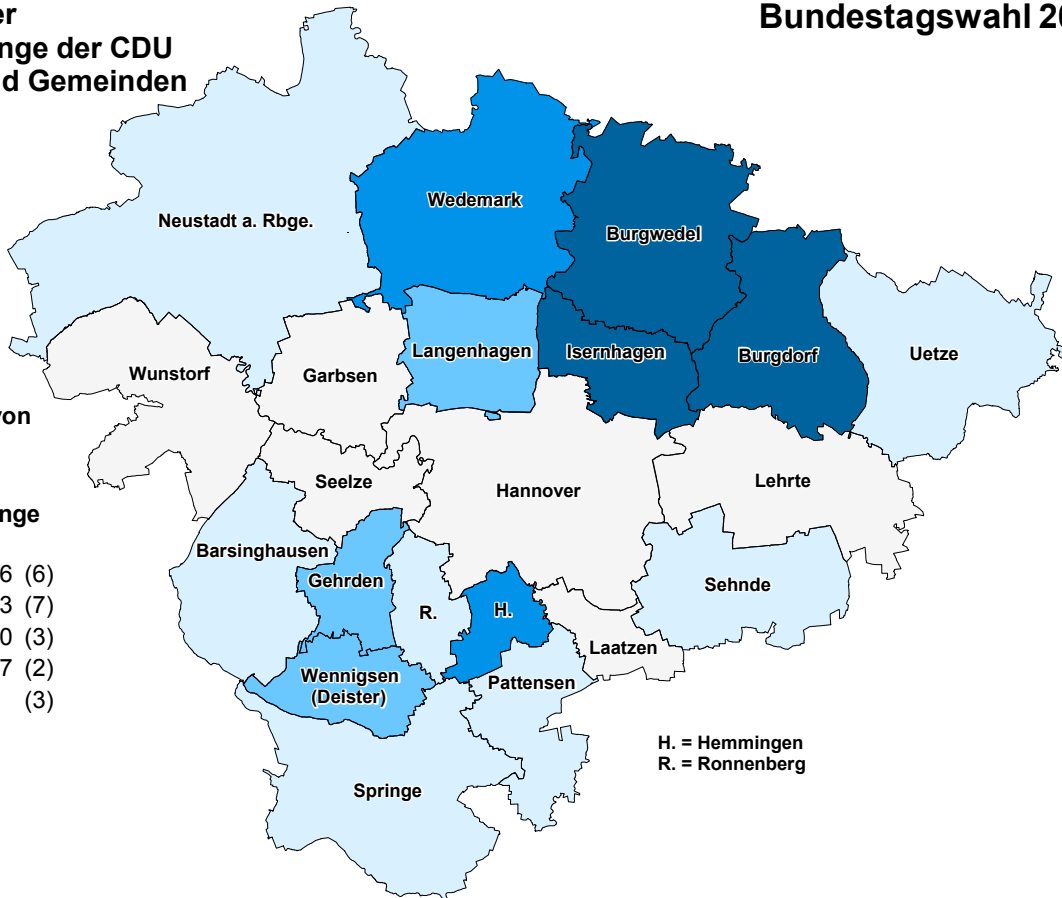 er
nge der CDU
d Gemeinden
Bundestagswahl 20
Wedemark
Neustadt a. Rbge.
Burgwedel
Langenhagen
Isernhagen
Burgdorf
Uetze
Wunstorf
Garbsen
von
Seelze
Hannover
Lehrte
nge
Barsinghausen
6 (6)
Gehrden
Sehnde
3 (7)
R.
H.
0 (3)
Laatzen
7 (2)
Wennigsen
(Deister)
Pattensen
(3)
H. = Hemmingen
R. = Ronnenberg
Springe